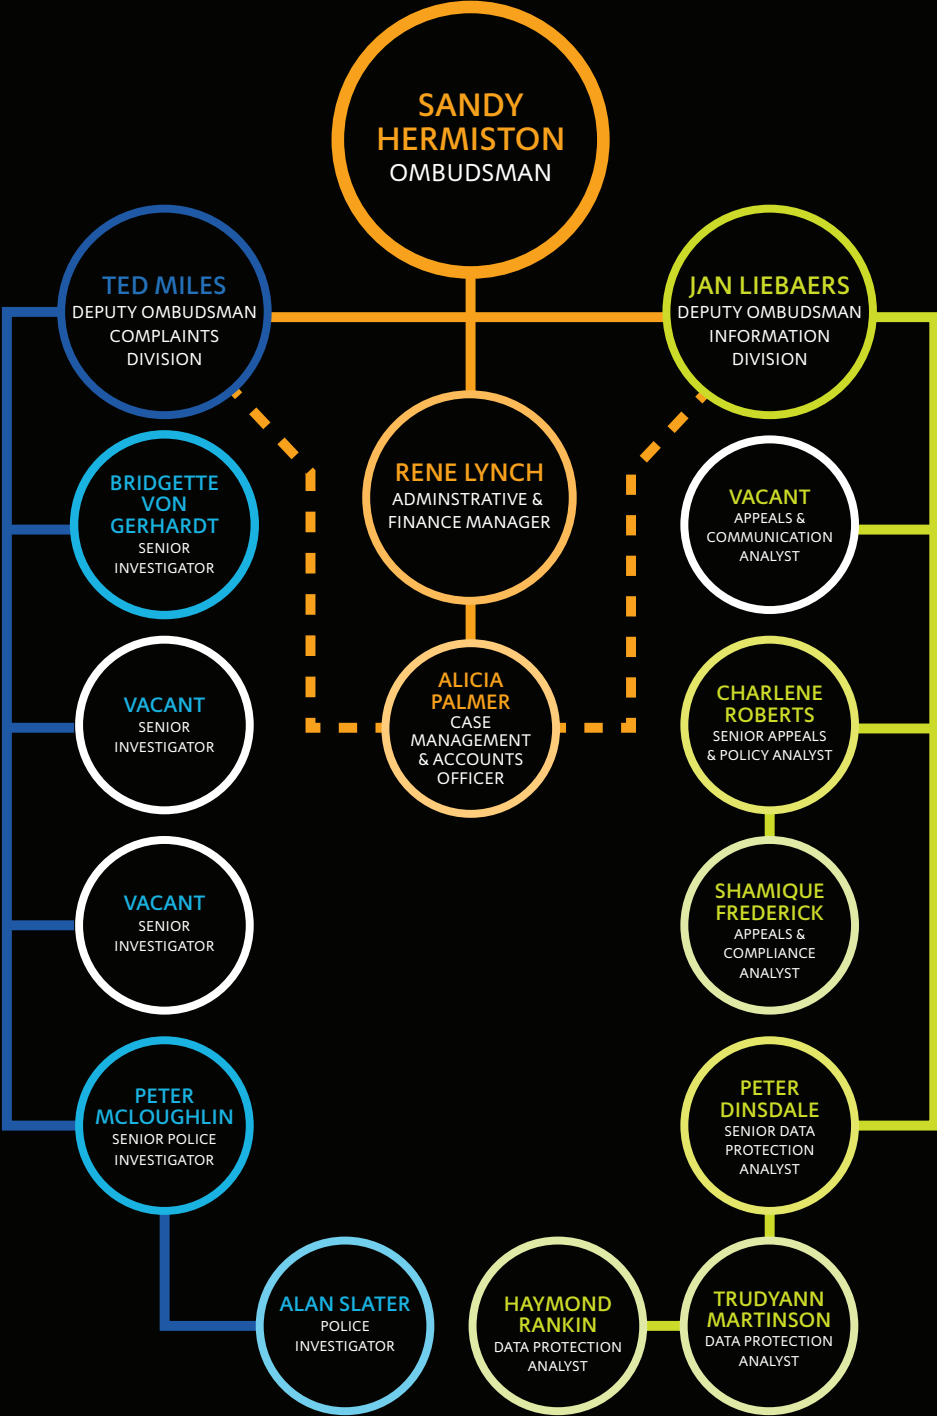 SANDY
HERMISTON
OMBUDSMAN
TED MILES
DEPUTY OMBUDSMAN
COMPLAINTS
DIVISION
JAN LIEBAERS
DEPUTY OMBUDSMAN
INFORMATION
DIVISION
RENE LYNCH
ADMINSTRATIVE &
FINANCE MANAGER
BRIDGETTE
VON
GERHARDT
SENIOR
INVESTIGATOR
VACANT
APPEALS &
COMMUNICATION
ANALYST
VACANT
SENIOR
INVESTIGATOR
ALICIA
PALMER
CASE
MANAGEMENT
& ACCOUNTS
OFFICER
CHARLENE
ROBERTS
SENIOR APPEALS
& POLICY ANALYST
VACANT
SENIOR
INVESTIGATOR
SHAMIQUE
FREDERICK
APPEALS &
COMPLIANCE
ANALYST
PETER
MCLOUGHLIN
SENIOR POLICE
INVESTIGATOR
PETER
DINSDALE
SENIOR DATA
PROTECTION
ANALYST
ALAN SLATER
POLICE
INVESTIGATOR
HAYMOND
RANKIN
DATA PROTECTION
ANALYST
TRUDYANN
MARTINSON
DATA PROTECTION
ANALYST